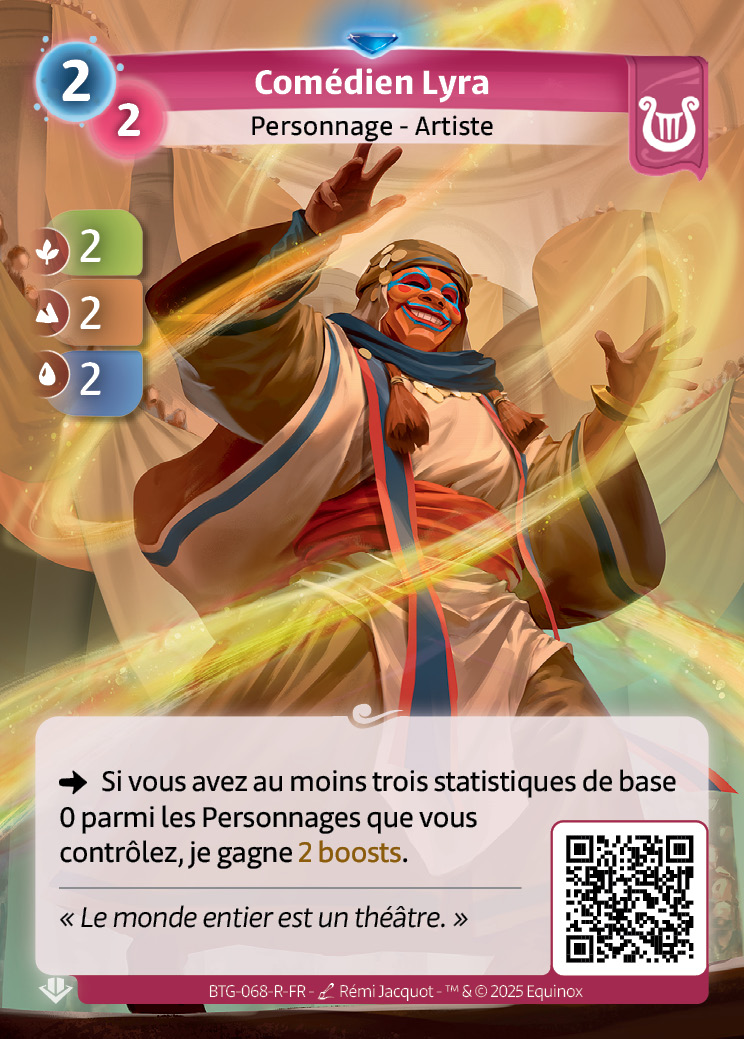 2
Comédien Lyra
2
Personnage - Artiste
2
2
2
Si vous avez au moins trois statistiques de base
0 parmi les Personnages que vous
contrôlez, je gagne 2 boosts.
« Le monde entier est un théâtre. »
BTG-068-R-FR - Rémi Jacquot - ™ & © 2025 Equinox